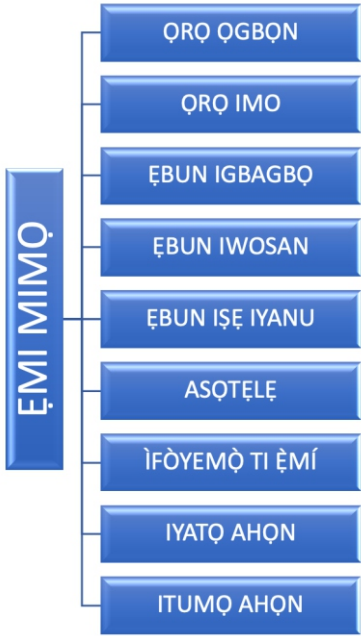 ẸMI MIMỌ
ỌRỌ ỌGBỌN
ỌRỌ IMO
ẸBUN IGBAGBỌ
ẸBUN IWOSAN
ẸBUN IṢẸ IYANU
ASỌTẸLẸ
ÌFÒYEMỌ̀ TI Ẹ̀MÍ
IYATỌ AHỌN
ITUMỌ AHỌN